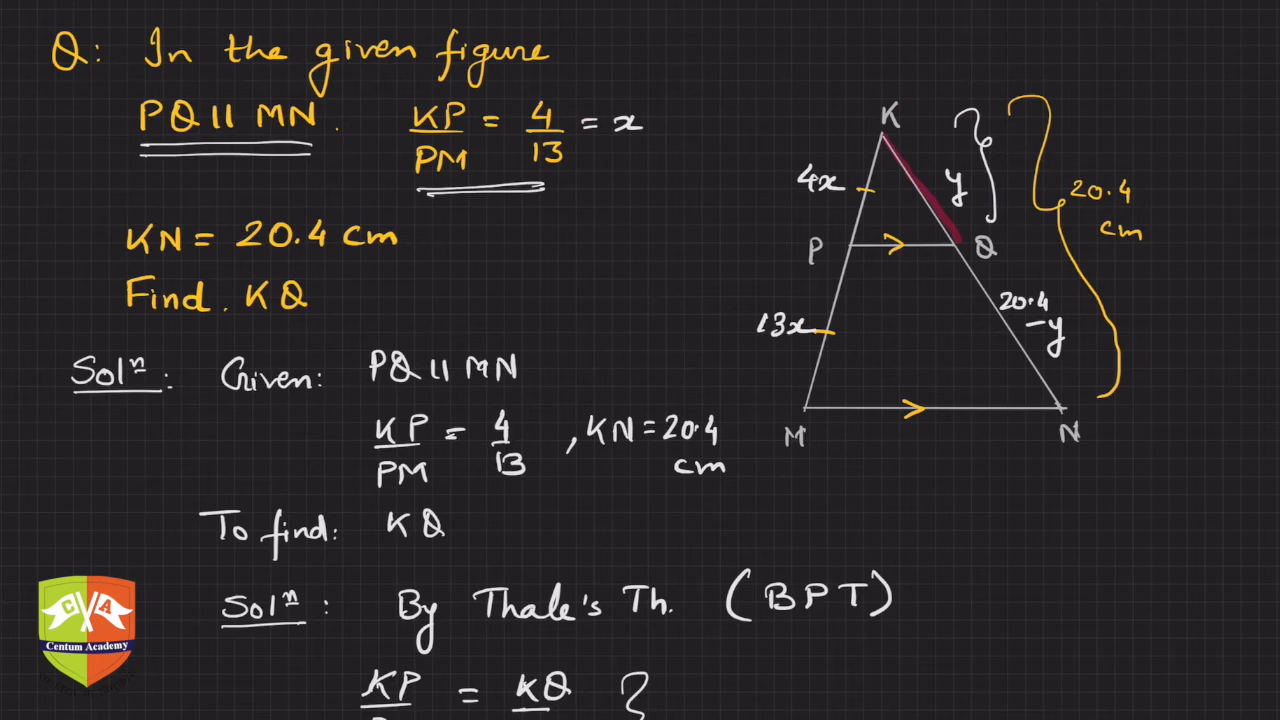 Q: In the given figure
PQ || MN. KP/PM = 4/13 = x
KN = 20.4 cm
Find. KQ
K
4x
y
P
Q
20.4 cm
13x
20.4 - y
M
N
Solⁿ: Given: PQ || MN
KP/PM = 4/13, KN = 20.4 cm
To find: KQ
Solⁿ: By Thale's Th. (BPT)
KP = KQ }
CA
Centum Academy